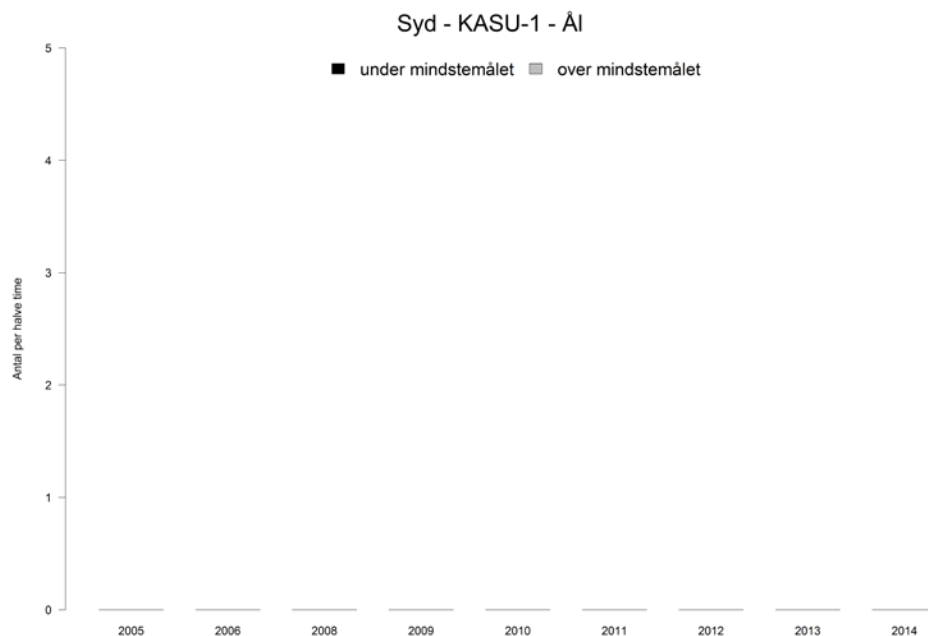 Syd - KASU-1 - Ål
under mindstemålet over mindstemålet
Antal per halve time
5
4
3
2
1
0
2005 2006 2008 2009 2010 2011 2012 2013 2014